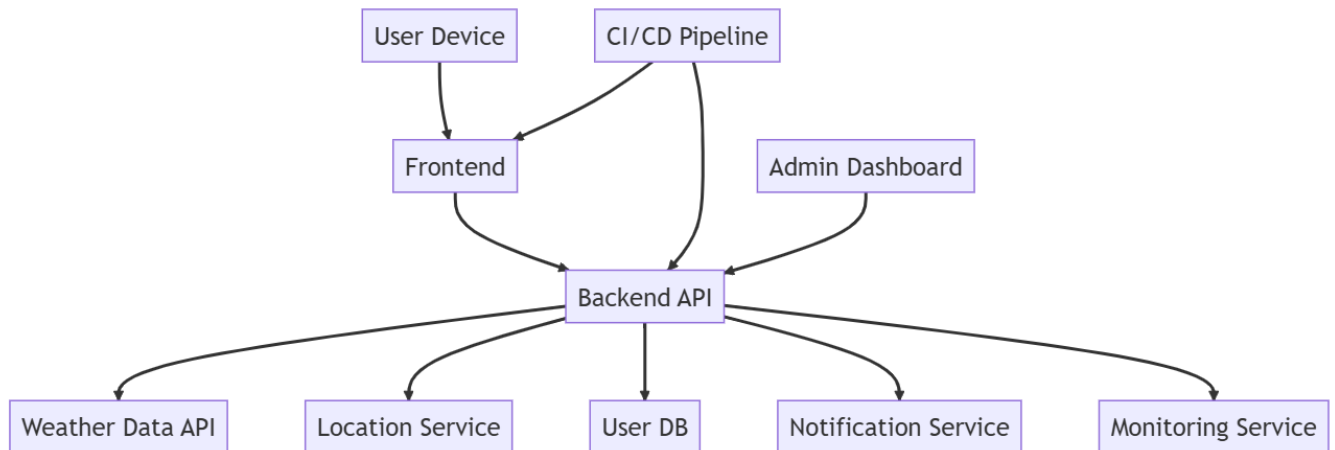 User Device
CI/CD Pipeline
Frontend
Admin Dashboard
Backend API
Weather Data API
Location Service
User DB
Notification Service
Monitoring Service